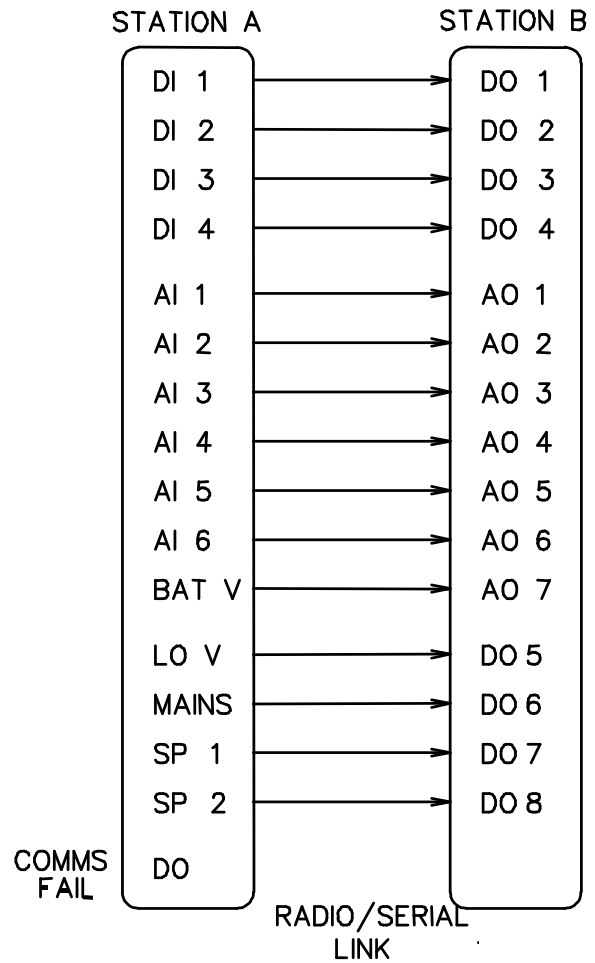 STATION A STATION B
DI 1 DO 1
DI 2 DO 2
DI 3 DO 3
DI 4 DO 4
AI 1 AO 1
AI 2 AO 2
AI 3 AO 3
AI 4 AO 4
AI 5 AO 5
AI 6 AO 6
BAT V AO 7
LO V DO 5
MAINS DO 6
SP 1 DO 7
SP 2 DO 8
COMMS
FAIL
DO
RADIO/SERIAL
LINK